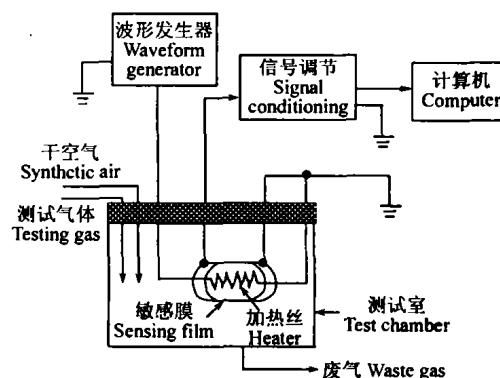 波形发生器
Waveform
generator
信号调节
Signal
conditioning
计算机
Computer
干空气
Synthctic air
测试气体
Testing gas
敏感膜
Sensing film
加热丝
Heater
测试室
Test chamber
废气 Waste gas